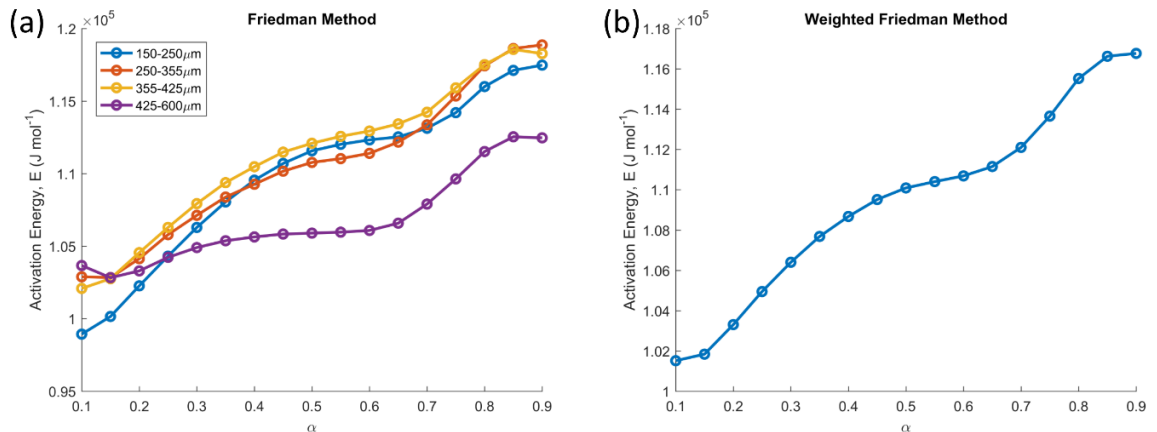 (a)
×10⁵
Friedman Method
1.2
1.15
1.1
1.05
1
0.95
Activation Energy, E (J mol⁻¹)
150-250μm
250-355μm
355-425μm
425-600μm
0.1 0.2 0.3 0.4 0.5 0.6 0.7 0.8 0.9
α
(b)
×10⁵
Weighted Friedman Method
1.18
1.16
1.14
1.12
1.1
1.08
1.06
1.04
1.02
1
Activation Energy, E (J mol⁻¹)
0.1 0.2 0.3 0.4 0.5 0.6 0.7 0.8 0.9
α